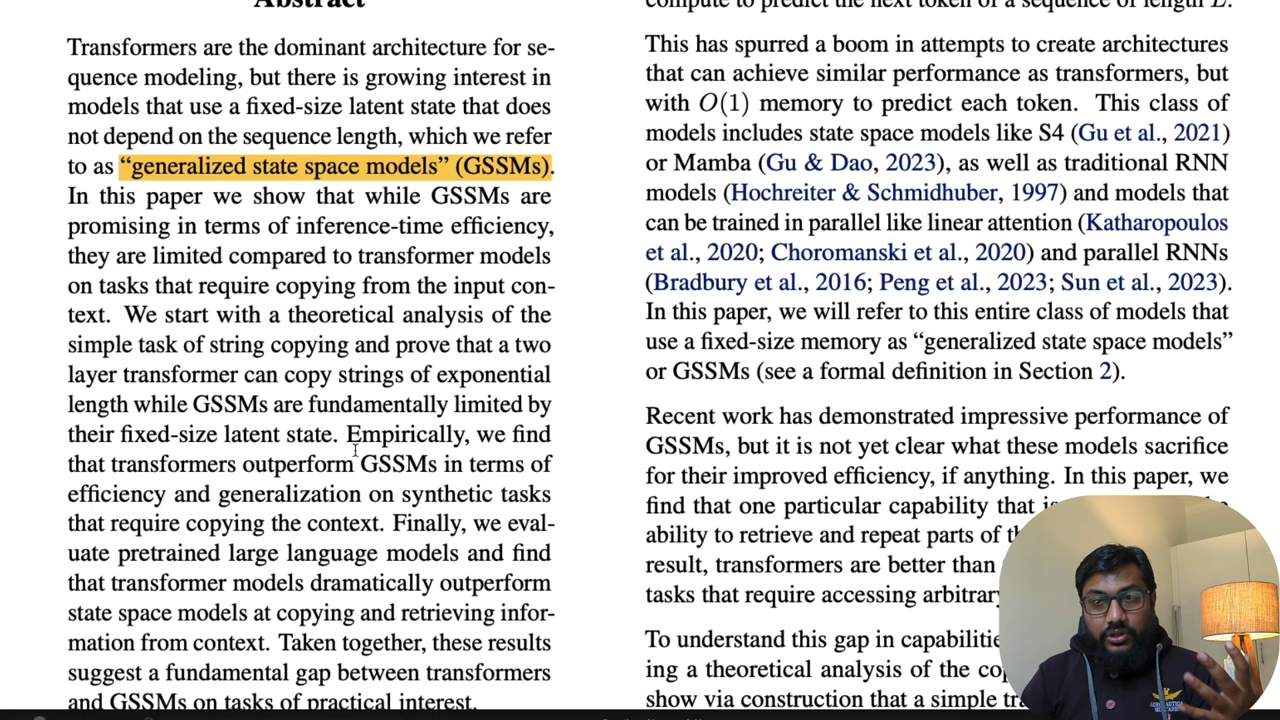 Abstract
Transformers are the dominant architecture for se-
quence modeling, but there is growing interest in
models that use a fixed-size latent state that does
not depend on the sequence length, which we refer
to as “generalized state space models” (GSSMs).
In this paper we show that while GSSMs are
promising in terms of inference-time efficiency,
they are limited compared to transformer models
on tasks that require copying from the input con-
text. We start with a theoretical analysis of the
simple task of string copying and prove that a two
layer transformer can copy strings of exponential
length while GSSMs are fundamentally limited by
their fixed-size latent state. Empirically, we find
that transformers outperform GSSMs in terms of
efficiency and generalization on synthetic tasks
that require copying the context. Finally, we eval-
uate pretrained large language models and find
that transformer models dramatically outperform
state space models at copying and retrieving infor-
mation from context. Taken together, these results
suggest a fundamental gap between transformers
and GSSMs on tasks of practical interest.
compute to predict the next token of a sequence of length L.
This has spurred a boom in attempts to create architectures
that can achieve similar performance as transformers, but
with O(1) memory to predict each token. This class of
models includes state space models like S4 (Gu et al., 2021)
or Mamba (Gu & Dao, 2023), as well as traditional RNN
models (Hochreiter & Schmidhuber, 1997) and models that
can be trained in parallel like linear attention (Katharopoulos
et al., 2020; Choromanski et al., 2020) and parallel RNNs
(Bradbury et al., 2016; Peng et al., 2023; Sun et al., 2023).
In this paper, we will refer to this entire class of models that
use a fixed-size memory as “generalized state space models”
or GSSMs (see a formal definition in Section 2).
Recent work has demonstrated impressive performance of
GSSMs, but it is not yet clear what these models sacrifice
for their improved efficiency, if anything. In this paper, we
find that one particular capability that
ability to retrieve and repeat parts of
result, transformers are better than
tasks that require accessing
To understand this gap in
ing a theoretical analysis of the
show via construction that a simple